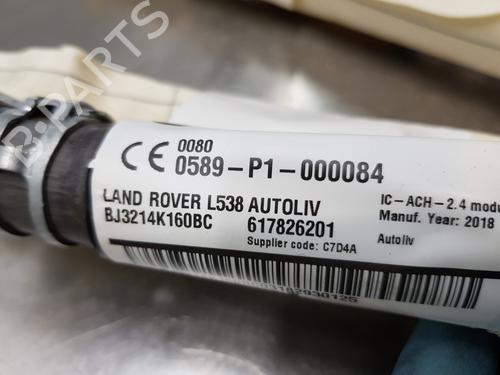 B-PARTS
CE 0080
0589-P1-000084
LAND ROVER L538 AUTOLIV
BJ3214K160BC 617826201
Supplier code: C7D4A
IC-ACH-2.4 modw
Manuf. Year: 2018
Autoliv